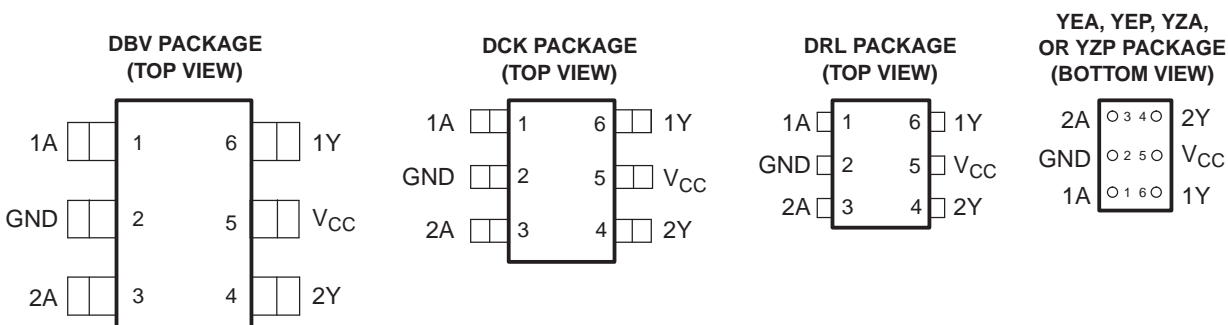 DBV PACKAGE
(TOP VIEW)
1A 1 6 1Y
GND 2 5 VCC
2A 3 4 2Y
DCK PACKAGE
(TOP VIEW)
1A 1 6 1Y
GND 2 5 VCC
2A 3 4 2Y
DRL PACKAGE
(TOP VIEW)
1A 1 6 1Y
GND 2 5 VCC
2A 3 4 2Y
YEA, YEP, YZA,
OR YZP PACKAGE
(BOTTOM VIEW)
2A 3 4 2Y
GND 2 5 VCC
1A 1 6 1Y